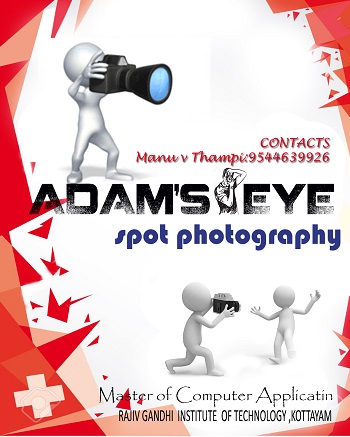 CONTACTS
Manu v Thampi:9544639926
ADAM'S EYE
spot photography
Master of Computer Applicatin
RAJIV GANDHI INSTITUTE OF TECHNOLOGY ,KOTTAYAM